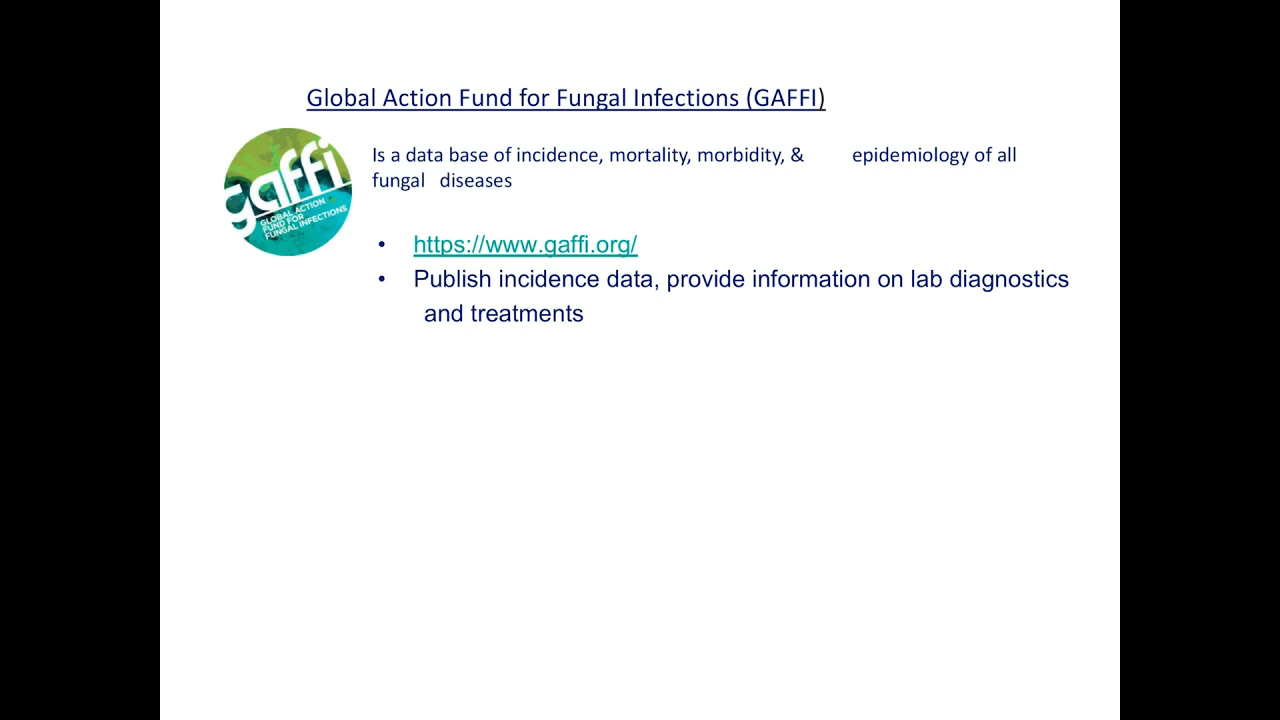 Global Action Fund for Fungal Infections (GAFFI)
gaffi
GLOBAL ACTION
FUND FOR
FUNGAL INFECTIONS
Is a data base of incidence, mortality, morbidity, & epidemiology of all
fungal diseases
• https://www.gaffi.org/
• Publish incidence data, provide information on lab diagnostics
and treatments